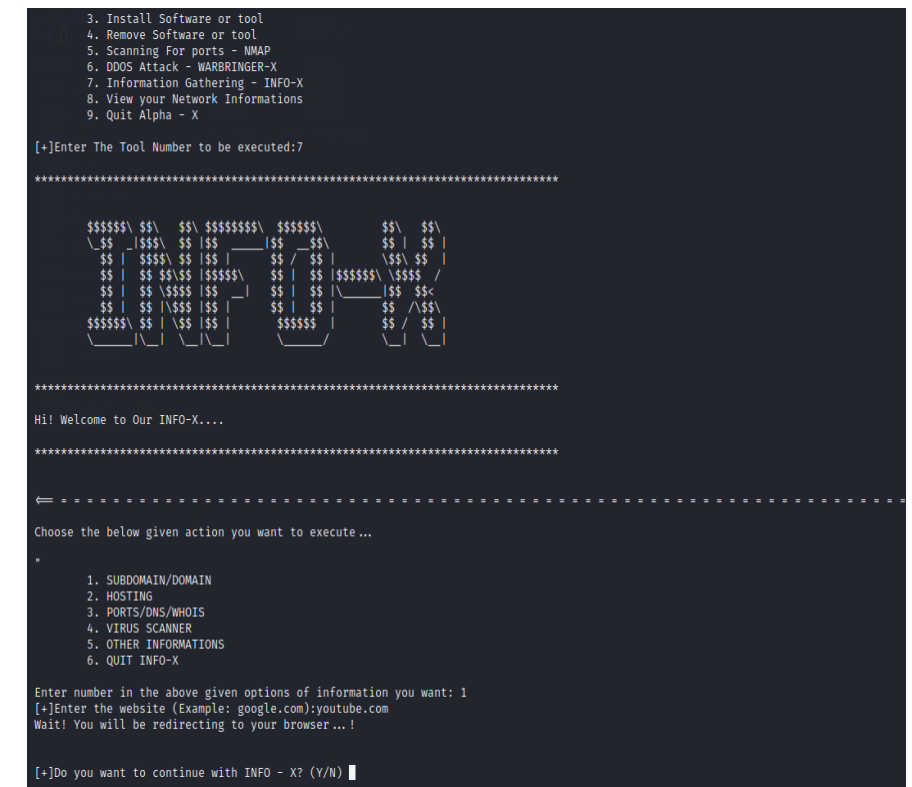 3. Install Software or tool
4. Remove Software or tool
5. Scanning For ports - NMAP
6. DDOS Attack - WARBRINGER-X
7. Information Gathering - INFO-X
8. View your Network Informations
9. Quit Alpha - X
[+]Enter The Tool Number to be executed:7
********************************************************************************
INFO-X
********************************************************************************
Hi! Welcome to Our INFO-X....
********************************************************************************
<= = = = = = = = = = = = = = = = = = = = = = = = = = = = = = = = = = = = = = = = = = = = = = = = = = = = = = = = = = = = = = = = = =
Choose the below given action you want to execute...
"
1. SUBDOMAIN/DOMAIN
2. HOSTING
3. PORTS/DNS/WHOIS
4. VIRUS SCANNER
5. OTHER INFORMATIONS
6. QUIT INFO-X
Enter number in the above given options of information you want: 1
[+]Enter the website (Example: google.com):youtube.com
Wait! You will be redirecting to your browser...!
[+]Do you want to continue with INFO - X? (Y/N)